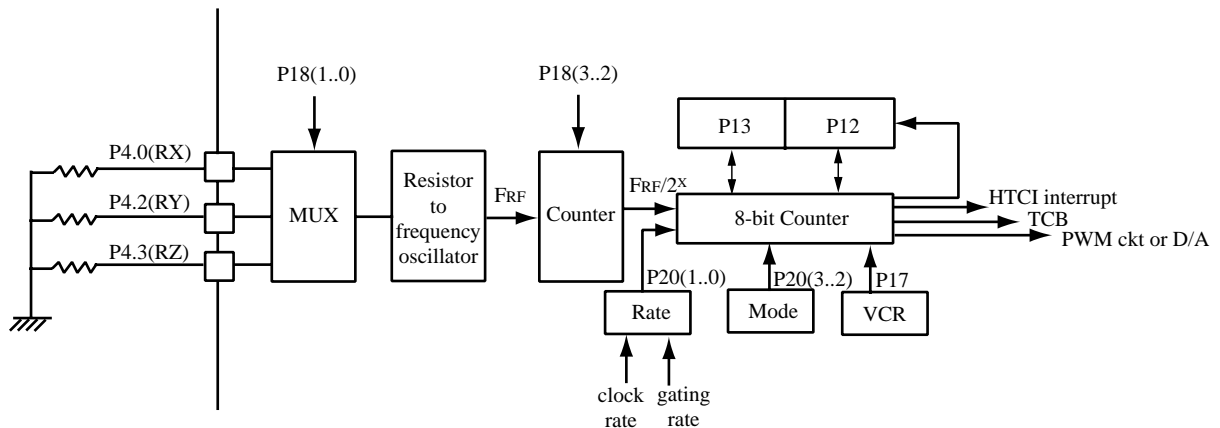 P18(1..0)
P18(3..2)
P13
P12
P4.0(RX)
P4.2(RY)
P4.3(RZ)
MUX
Resistor
to
frequency
oscillator
FRF
Counter
FRF/2X
8-bit Counter
HTCI interrupt
TCB
PWM ckt or D/A
P20(1..0)
P20(3..2)
P17
Rate
Mode
VCR
clock
rate
gating
rate